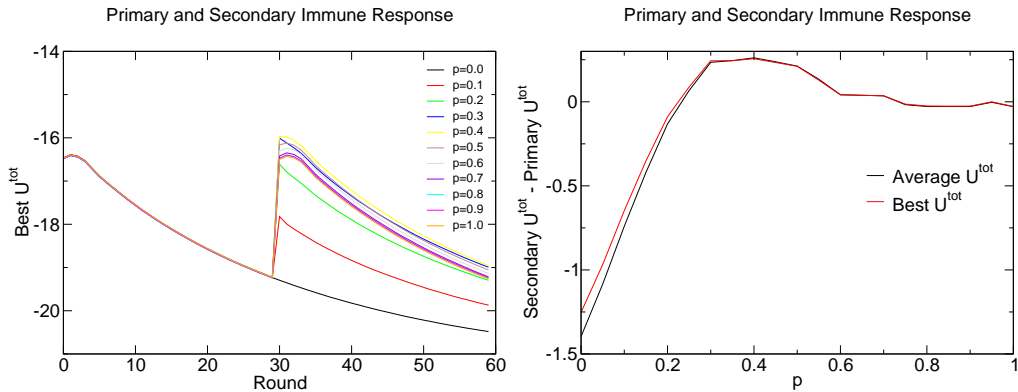 Primary and Secondary Immune Response
-14
-16
-18
-20
Best U^tot
p=0.0
p=0.1
p=0.2
p=0.3
p=0.4
p=0.5
p=0.6
p=0.7
p=0.8
p=0.9
p=1.0
0 10 20 30 40 50 60
Round
Primary and Secondary Immune Response
0
-0.5
-1
-1.5
Secondary U^tot - Primary U^tot
Average U^tot
Best U^tot
0 0.2 0.4 0.6 0.8 1
p